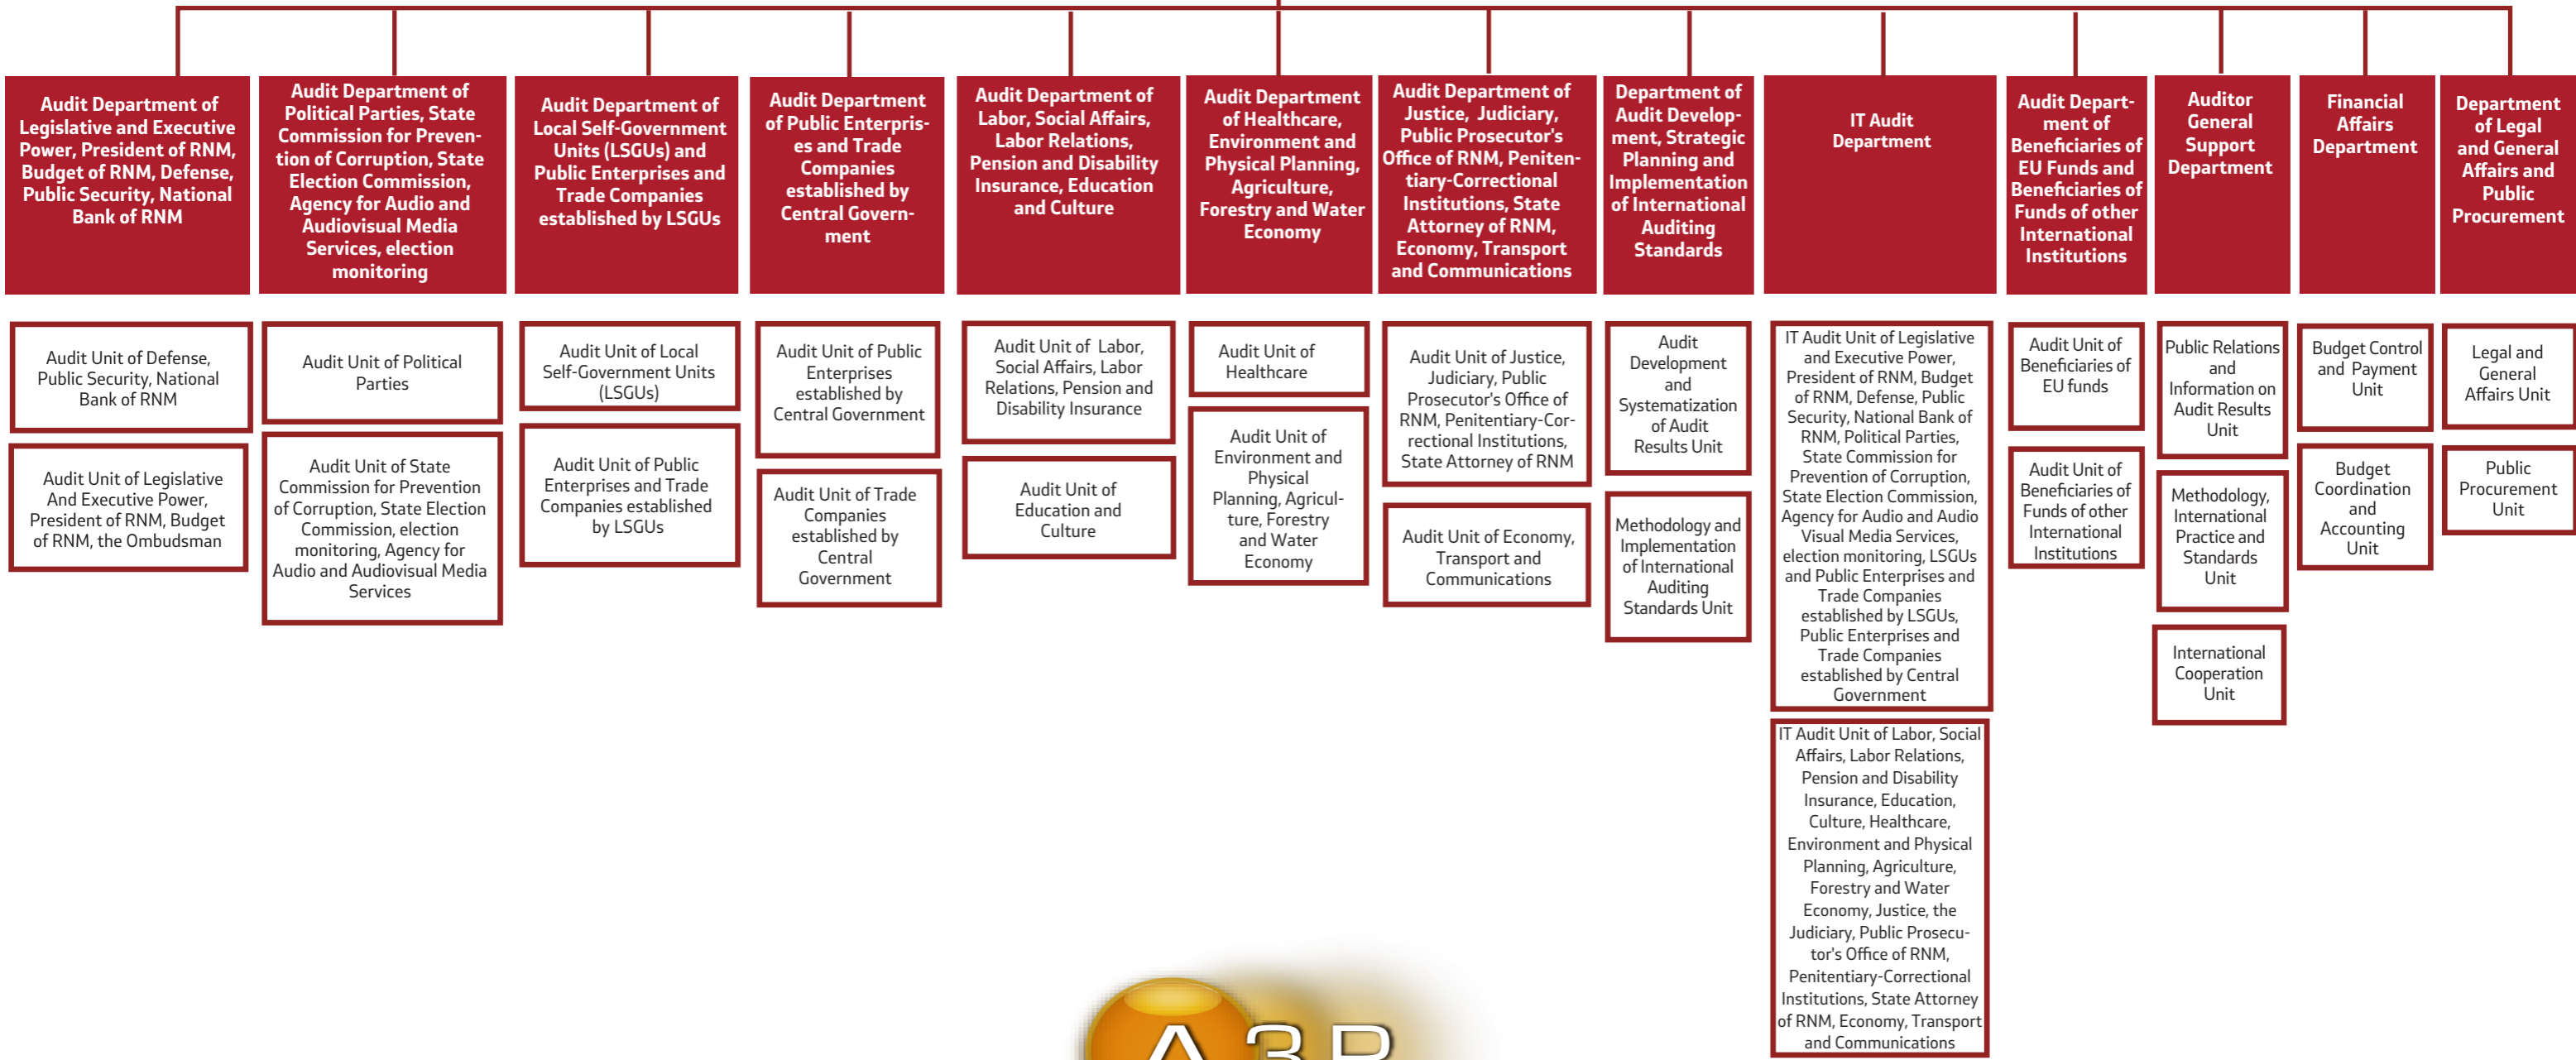 Audit Department of
Legislative and Executive
Power, President of RNM,
Budget of RNM, Defense,
Public Security, National
Bank of RNM
Audit Department of
Political Parties, State
Commission for Preven-
tion of Corruption, State
Election Commission,
Agency for Audio and
Audiovisual Media
Services, election
monitoring
Audit Department of
Local Self-Government
Units (LSGUs) and
Public Enterprises and
Trade Companies
established by LSGUs
Audit Department
of Public Enterpris-
es and Trade
Companies
established by
Central Govern-
ment
Audit Department of
Labor, Social Affairs,
Labor Relations,
Pension and Disability
Insurance, Education
and Culture
Audit Department
of Healthcare,
Environment and
Physical Planning,
Agriculture,
Forestry and Water
Economy
Audit Department of
Justice, Judiciary,
Public Prosecutor's
Office of RNM, Peniten-
tiary-Correctional
Institutions, State
Attorney of RNM,
Economy, Transport
and Communications
Department of
Audit Develop-
ment, Strategic
Planning and
Implementation
of International
Auditing
Standards
IT Audit
Department
Audit Depart-
ment of
Beneficiaries of
EU Funds and
Beneficiaries of
Funds of other
International
Institutions
Auditor
General
Support
Department
Financial
Affairs
Department
Department
of Legal
and General
Affairs and
Public
Procurement
Audit Unit of Defense,
Public Security, National
Bank of RNM
Audit Unit of Legislative
And Executive Power,
President of RNM, Budget
of RNM, the Ombudsman
Audit Unit of Political
Parties
Audit Unit of State
Commission for Prevention
of Corruption, State Election
Commission, election
monitoring, Agency for
Audio and Audiovisual Media
Services
Audit Unit of Local
Self-Government Units
(LSGUs)
Audit Unit of Public
Enterprises and Trade
Companies established
by LSGUs
Audit Unit of Public
Enterprises
established by
Central Government
Audit Unit of Trade
Companies
established by
Central
Government
Audit Unit of Labor,
Social Affairs, Labor
Relations, Pension and
Disability Insurance
Audit Unit of
Education and
Culture
Audit Unit of
Healthcare
Audit Unit of
Environment and
Physical
Planning, Agricul-
ture, Forestry
and Water
Economy
Audit Unit of Justice,
Judiciary, Public
Prosecutor's Office of
RNM, Penitentiary-Cor-
rectional Institutions,
State Attorney of RNM
Audit Unit of Economy,
Transport and
Communications
Audit
Development
and
Systematization
of Audit
Results Unit
Methodology and
Implementation
of International
Auditing
Standards Unit
IT Audit Unit of Legislative
and Executive Power,
President of RNM, Budget
of RNM, Defense, Public
Security, National Bank of
RNM, Political Parties,
State Commission for
Prevention of Corruption,
State Election Commission,
Agency for Audio and Audio
Visual Media Services,
election monitoring, LSGUs
and Public Enterprises and
Trade Companies
established by LSGUs,
Public Enterprises and
Trade Companies
established by Central
Government
IT Audit Unit of Labor, Social
Affairs, Labor Relations,
Pension and Disability
Insurance, Education,
Culture, Healthcare,
Environment and Physical
Planning, Agriculture,
Forestry and Water
Economy, Justice, the
Judiciary, Public Prosecu-
tor's Office of RNM,
Penitentiary-Correctional
Institutions, State Attorney
of RNM, Economy, Transport
and Communications
Audit Unit of
Beneficiaries of
EU funds
Audit Unit of
Beneficiaries of
Funds of other
International
Institutions
Public Relations
and
Information on
Audit Results
Unit
Methodology,
International
Practice and
Standards
Unit
International
Cooperation
Unit
Budget Control
and Payment
Unit
Budget
Coordination
and
Accounting
Unit
Legal and
General
Affairs Unit
Public
Procurement
Unit